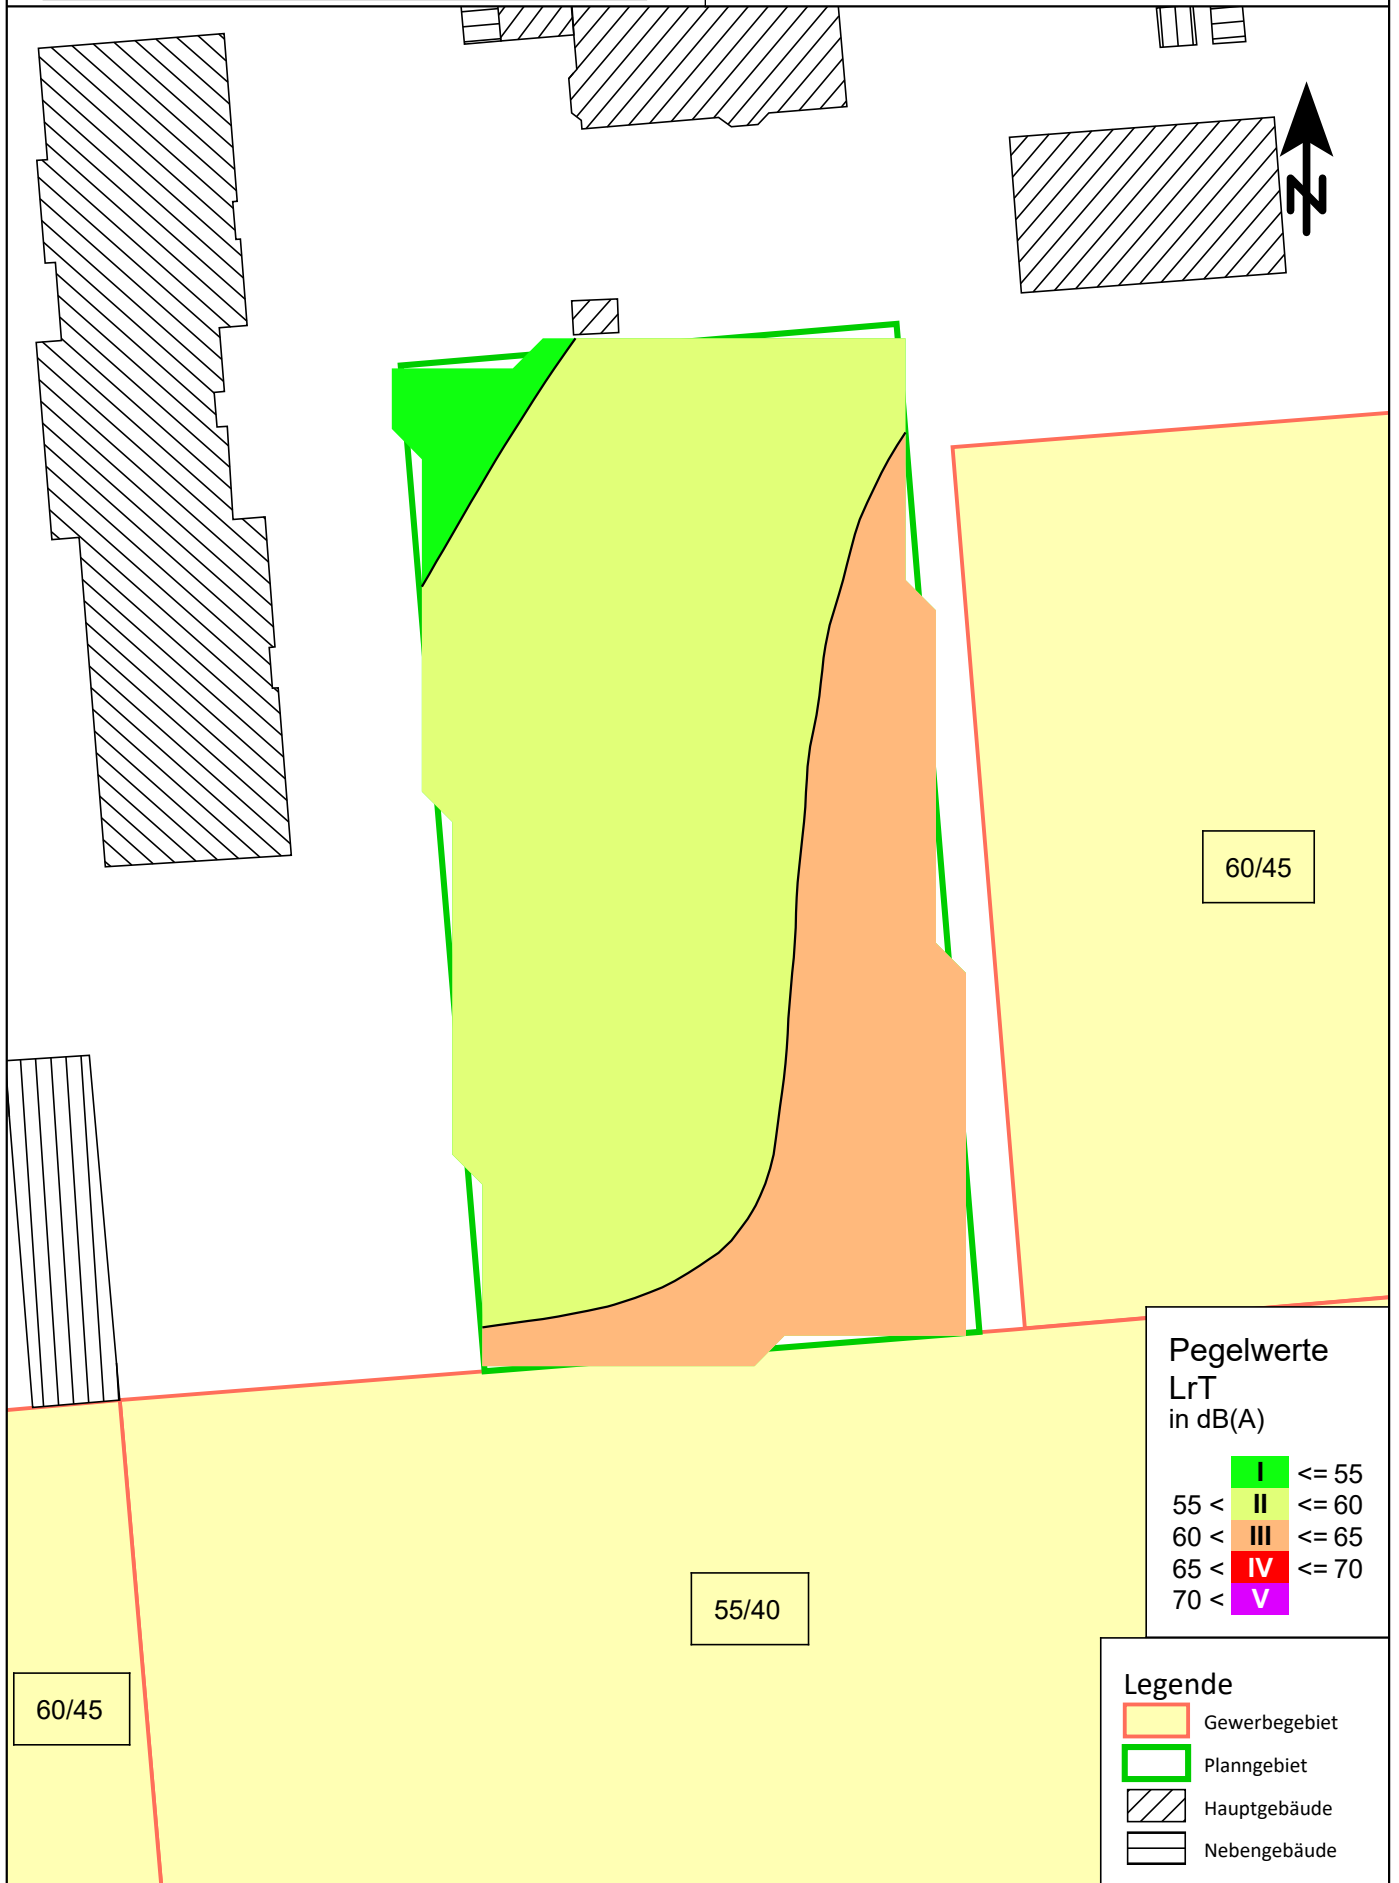 N
60/45
55/40
60/45
Pegelwerte
LrT
in dB(A)
I <= 55
55 < II <= 60
60 < III <= 65
65 < IV <= 70
70 < V
Legende
Gewerbegebiet
Planngebiet
Hauptgebäude
Nebengebäude